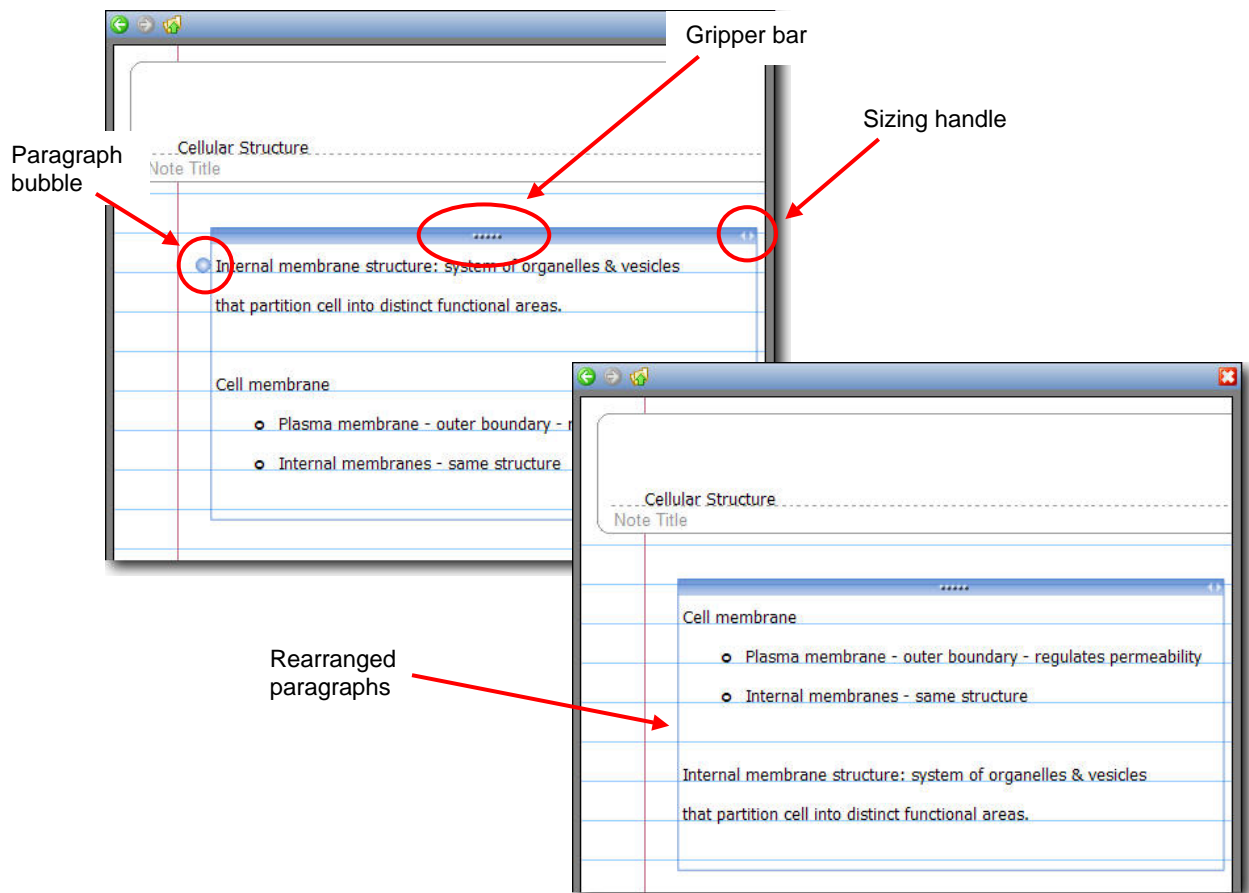 Gripper bar
Sizing handle
Paragraph
bubble
Cellular Structure
Note Title
Internal membrane structure: system of organelles & vesicles
that partition cell into distinct functional areas.
Cell membrane
Plasma membrane - outer boundary -
Internal membranes - same structure
Rearranged
paragraphs
Cellular Structure
Note Title
Cell membrane
Plasma membrane - outer boundary - regulates permeability
Internal membranes - same structure
Internal membrane structure: system of organelles & vesicles
that partition cell into distinct functional areas.